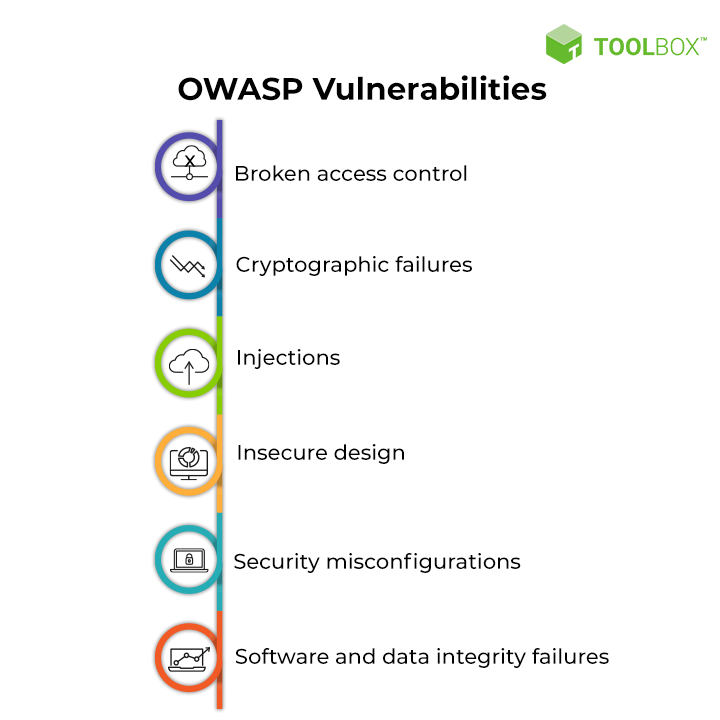 TOOLBOX™
OWASP Vulnerabilities
X
Broken access control
Cryptographic failures
Injections
Insecure design
Security misconfigurations
Software and data integrity failures